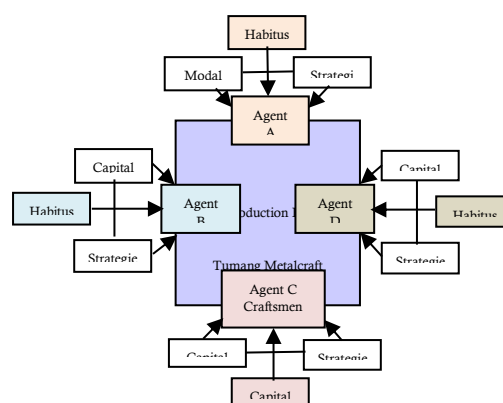 Habitus
Modal
Strategi
Agent
A
Capital
Capital
Agent
B
Agent
D
Habitus
oduction
Habitus
Strategie
Strategie
Tumang Metalcraft
Agent C
Craftsmen
Capital
Strategie
Capital